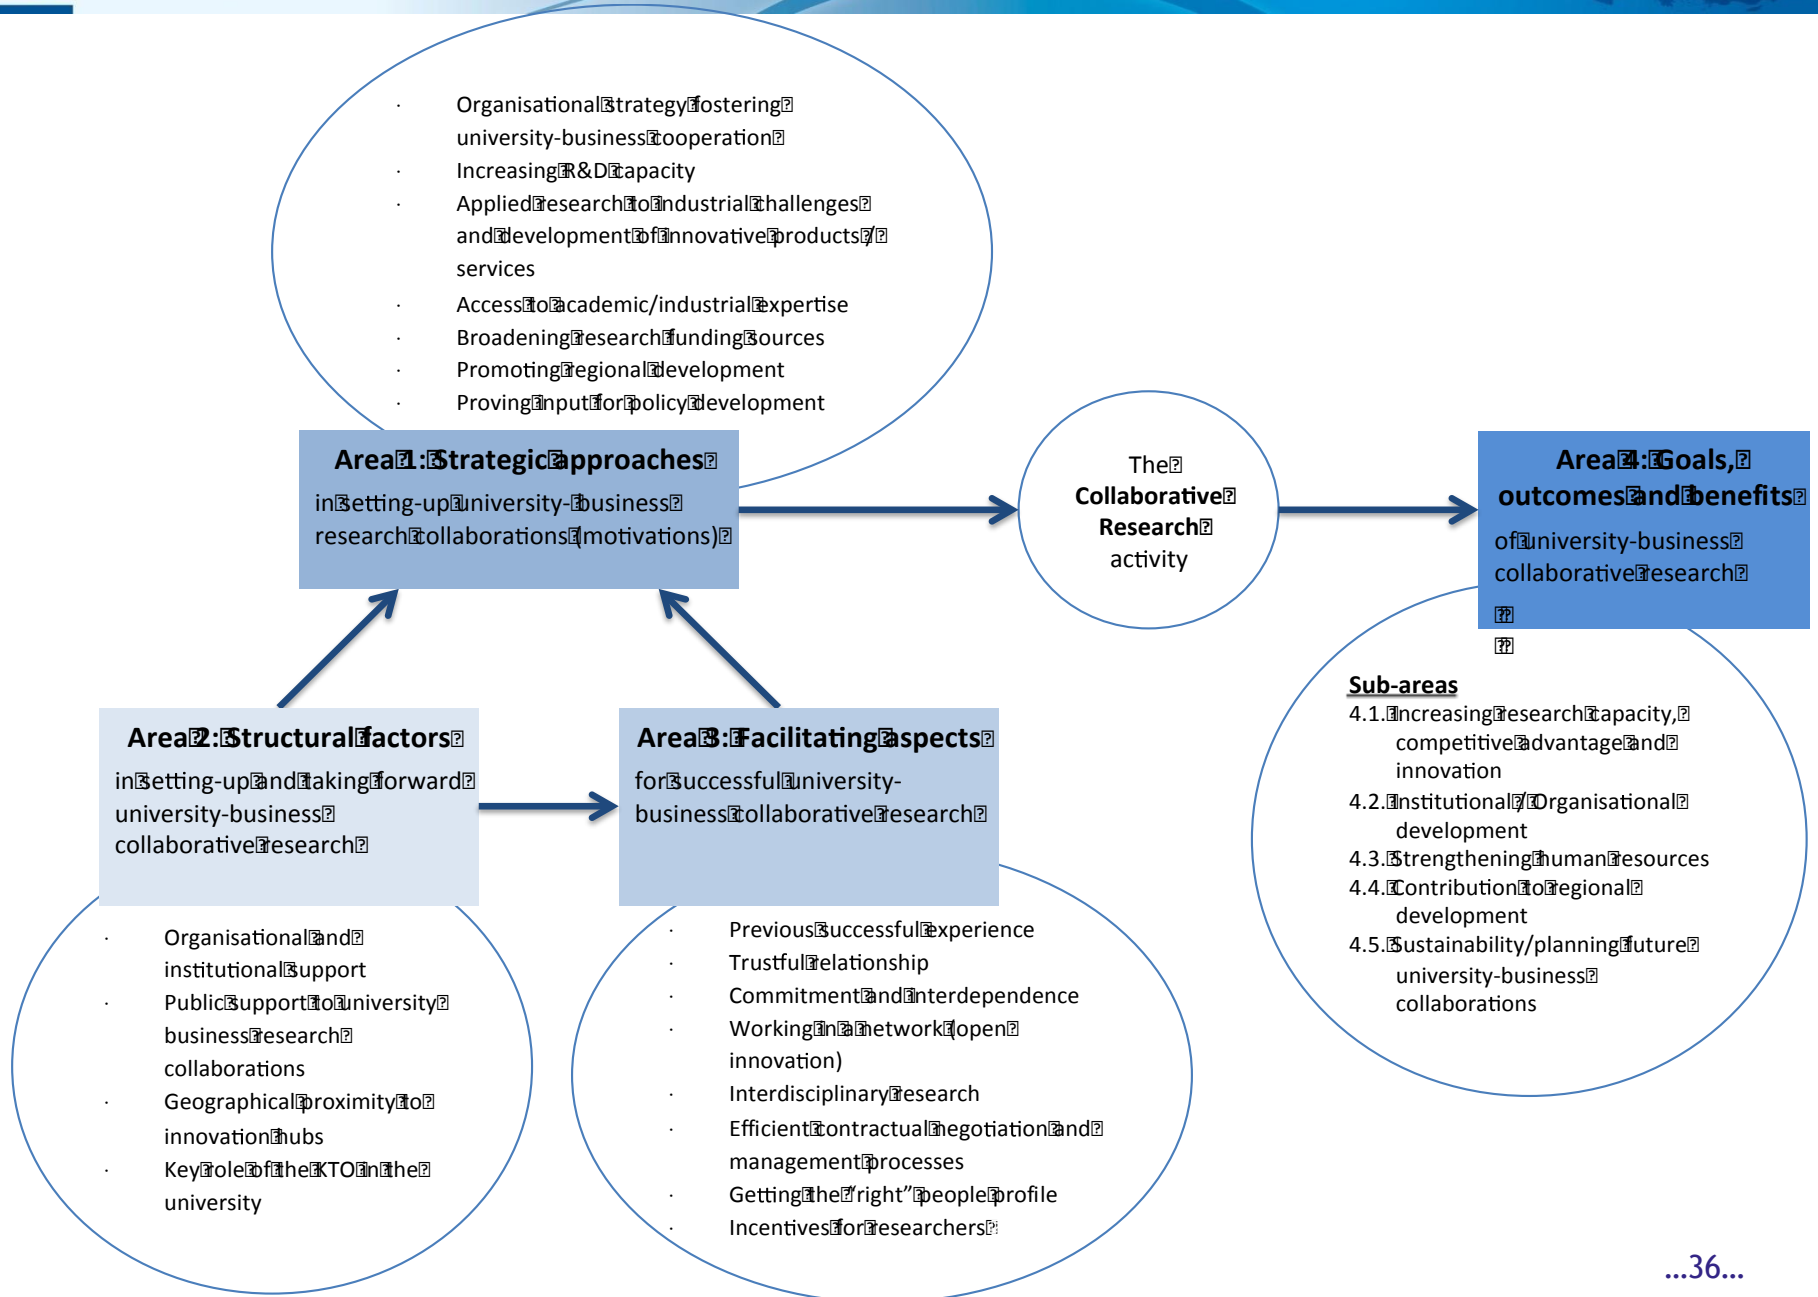 · Organisational strategy fostering
university-business cooperation
· Increasing R&D capacity
· Applied research to industrial challenges
and development of innovative products /
services
· Access to academic/industrial expertise
· Broadening research funding sources
· Promoting regional development
· Proving input for policy development
Area 1: Strategic approaches
in setting-up university- business
research collaborations (motivations)
The
Collaborative
Research
activity
Area 4: Goals,
outcomes and benefits
of university-business
collaborative research
Sub-areas
4.1. Increasing research capacity,
competitive advantage and
innovation
4.2. Institutional / Organisational
development
4.3. Strengthening human resources
4.4. Contribution to regional
development
4.5. Sustainability/planning future
university-business
collaborations
Area 2: Structural factors
in setting-up and taking forward
university-business
collaborative research
· Organisational and
institutional support
· Public support to university
business research
collaborations
· Geographical proximity to
innovation hubs
· Key role of the KTO in the
university
Area 3: Facilitating aspects
for successful university-
business collaborative research
· Previous successful experience
· Trustful relationship
· Commitment and interdependence
· Working in a network (open
innovation)
· Interdisciplinary research
· Efficient contractual negotiation and
management processes
· Getting the "right" people profile
· Incentives for researchers
...36...